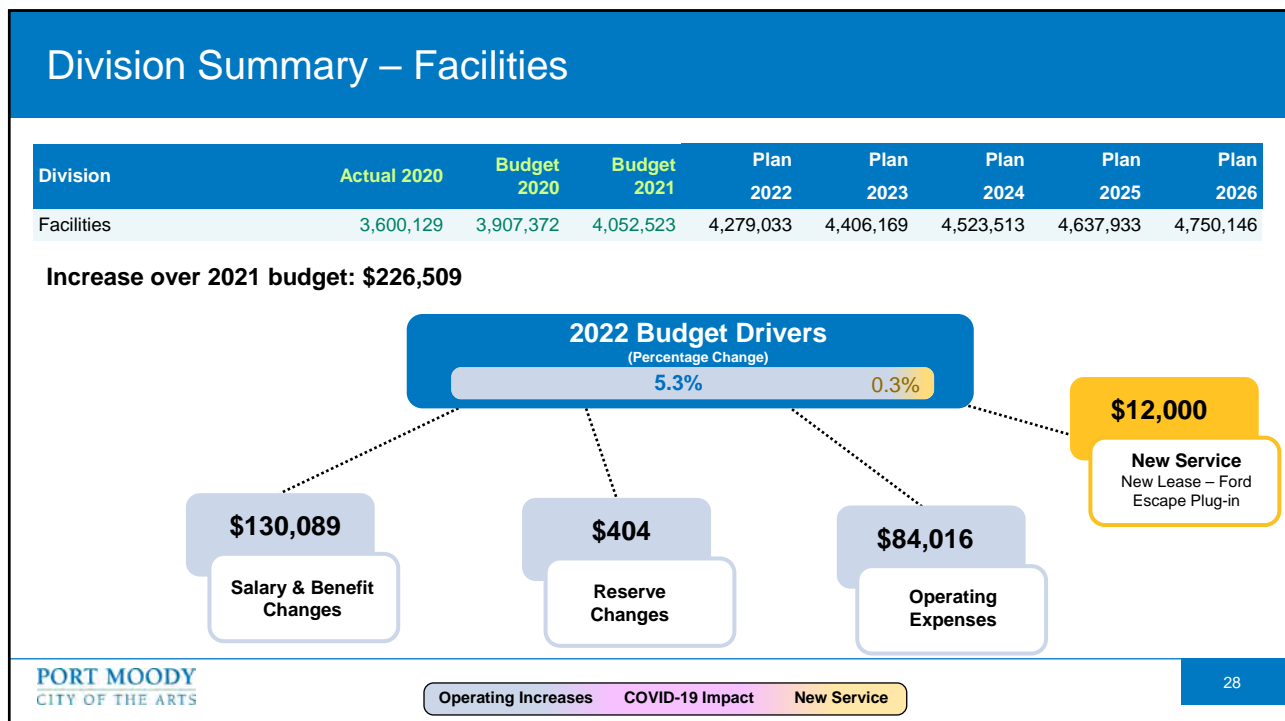 Division Summary – Facilities
Division Actual 2020 Budget 2020 Budget 2021 Plan 2022 Plan 2023 Plan 2024 Plan 2025 Plan 2026
Facilities 3,600,129 3,907,372 4,052,523 4,279,033 4,406,169 4,523,513 4,637,933 4,750,146
Increase over 2021 budget: $226,509
2022 Budget Drivers
(Percentage Change)
5.3% 0.3%
$12,000
New Service
New Lease – Ford
Escape Plug-in
$130,089
Salary & Benefit
Changes
$404
Reserve
Changes
$84,016
Operating
Expenses
PORT MOODY
CITY OF THE ARTS
Operating Increases COVID-19 Impact New Service
28